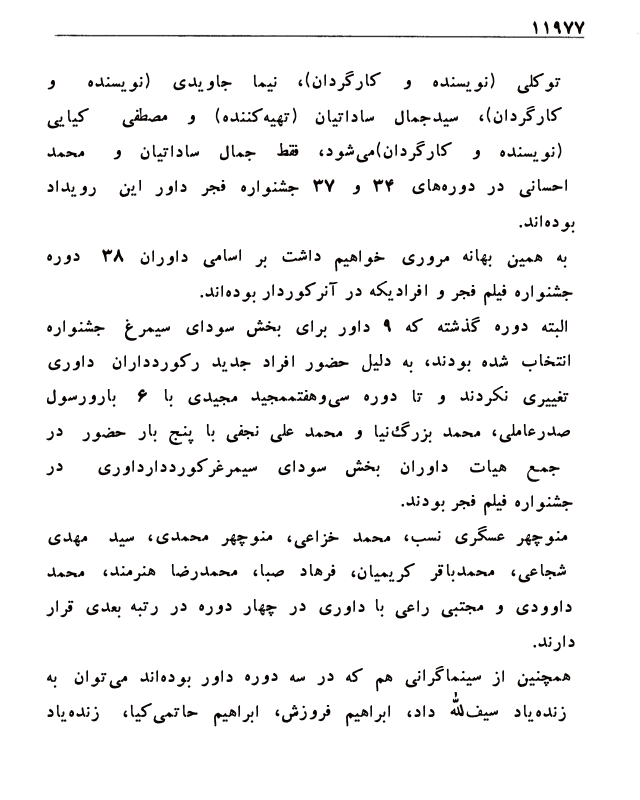 ۱۱۹۷۷
توکلی (نویسنده و کارگردان)، نیما جاویدی (نویسنده و
کارگردان)، سیدجمال ساداتیان (تهیه‌کننده) و مصطفی کیایی
(نویسنده و کارگردان)می‌شود، فقط جمال ساداتیان و محمد
احسانی در دوره‌های ۳۴ و ۳۷ جشنواره فجر داور این رویداد
بوده‌اند.
به همین بهانه مروری خواهیم داشت بر اسامی داوران ۳۸ دوره
جشنواره فیلم فجر و افرادیکه در آنرکوردار بوده‌اند.
البته دوره گذشته که ۹ داور برای بخش سودای سیمرغ جشنواره
انتخاب شده بودند، به دلیل حضور افراد جدید رکوردداران داوری
تغییری نکردند و تا دوره سی‌وهفتممجید مجیدی با ۶ بارورسول
صدرعاملی، محمد بزرگ‌نیا و محمد علی نجفی با پنج بار حضور در
جمع هیات داوران بخش سودای سیمرغرکورددارداوری در
جشنواره فیلم فجر بودند.
منوچهر عسگری نسب، محمد خزاعی، منوچهر محمدی، سید مهدی
شجاعی، محمدباقر کریمیان، فرهاد صبا، محمدرضا هنرمند، محمد
داوودی و مجتبی راعی با داوری در چهار دوره در رتبه بعدی قرار
دارند.
همچنین از سینماگرانی هم که در سه دوره داور بوده‌اند می‌توان به
زنده‌یاد سیف‌الله داد، ابراهیم فروزش، ابراهیم حاتمی‌کیا، زنده‌یاد